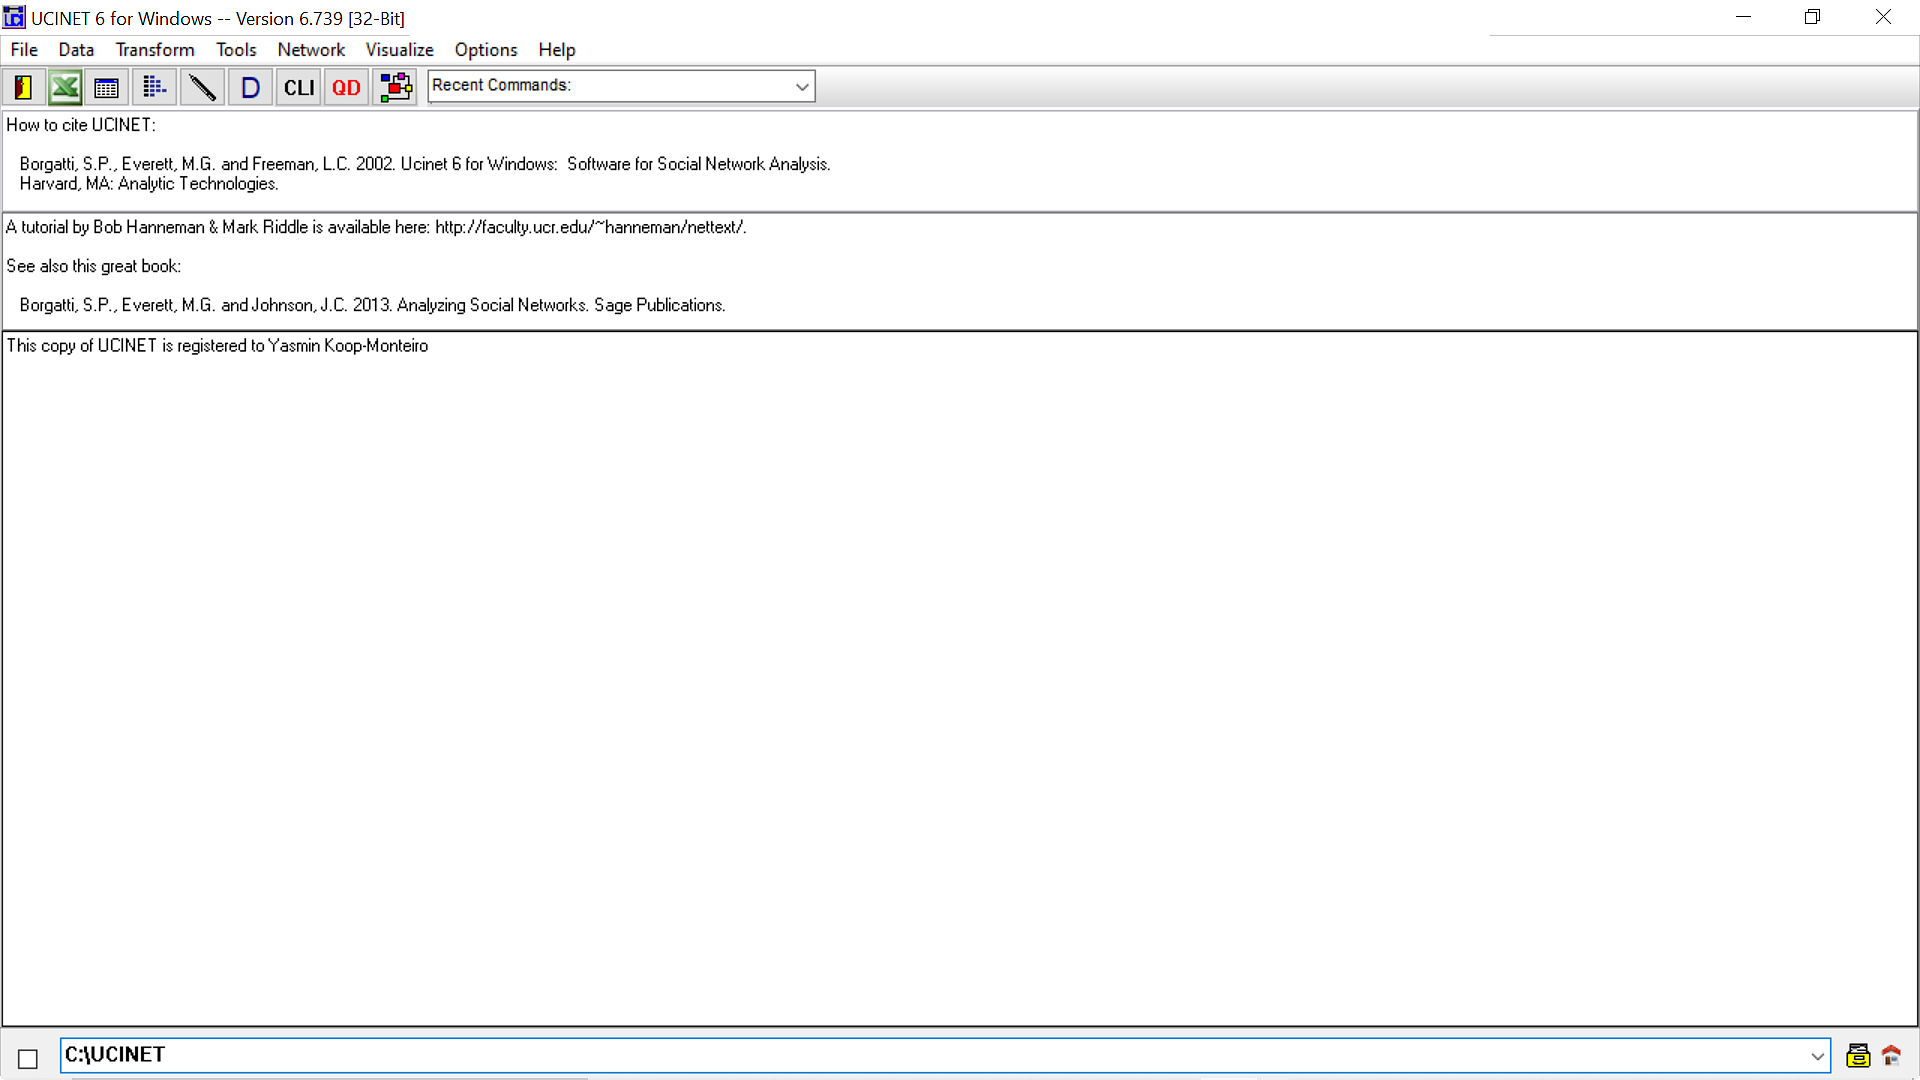 UCINET 6 for Windows -- Version 6.739 [32-Bit]
File Data Transform Tools Network Visualize Options Help
D CLI QD Recent Commands:
How to cite UCINET:
Borgatti, S.P., Everett, M.G. and Freeman, L.C. 2002. Ucinet 6 for Windows: Software for Social Network Analysis.
Harvard, MA: Analytic Technologies.
A tutorial by Bob Hanneman & Mark Riddle is available here: http://faculty.ucr.edu/~hanneman/nettext/.
See also this great book:
Borgatti, S.P., Everett, M.G. and Johnson, J.C. 2013. Analyzing Social Networks. Sage Publications.
This copy of UCINET is registered to Yasmin Koop-Monteiro
C:\UCINET